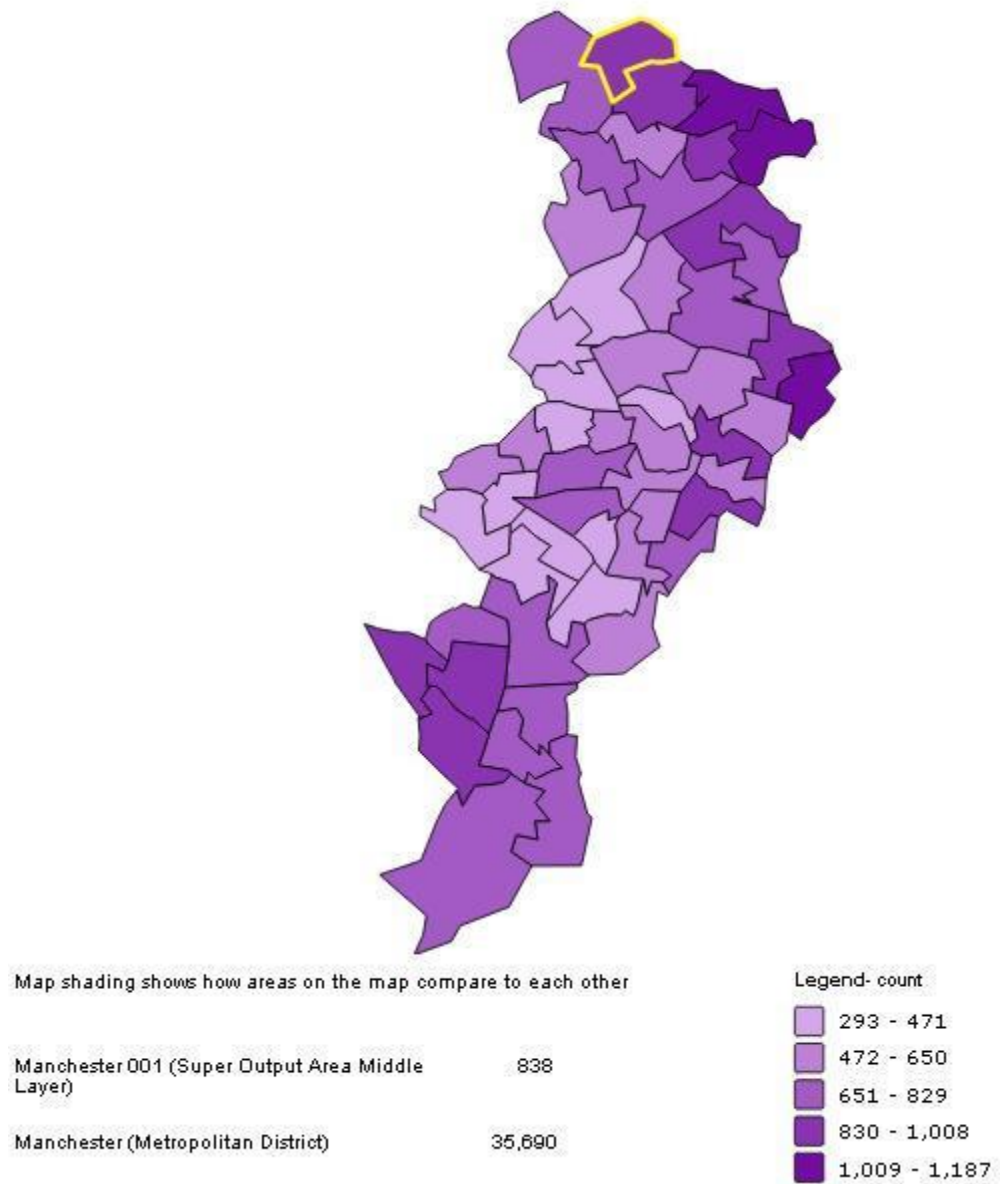 Map shading shows how areas on the map compare to each other
Manchester 001 (Super Output Area Middle
Layer)
838
Manchester (Metropolitan District)
35,690
Legend- count
293 - 471
472 - 650
651 - 829
830 - 1,008
1,009 - 1,187